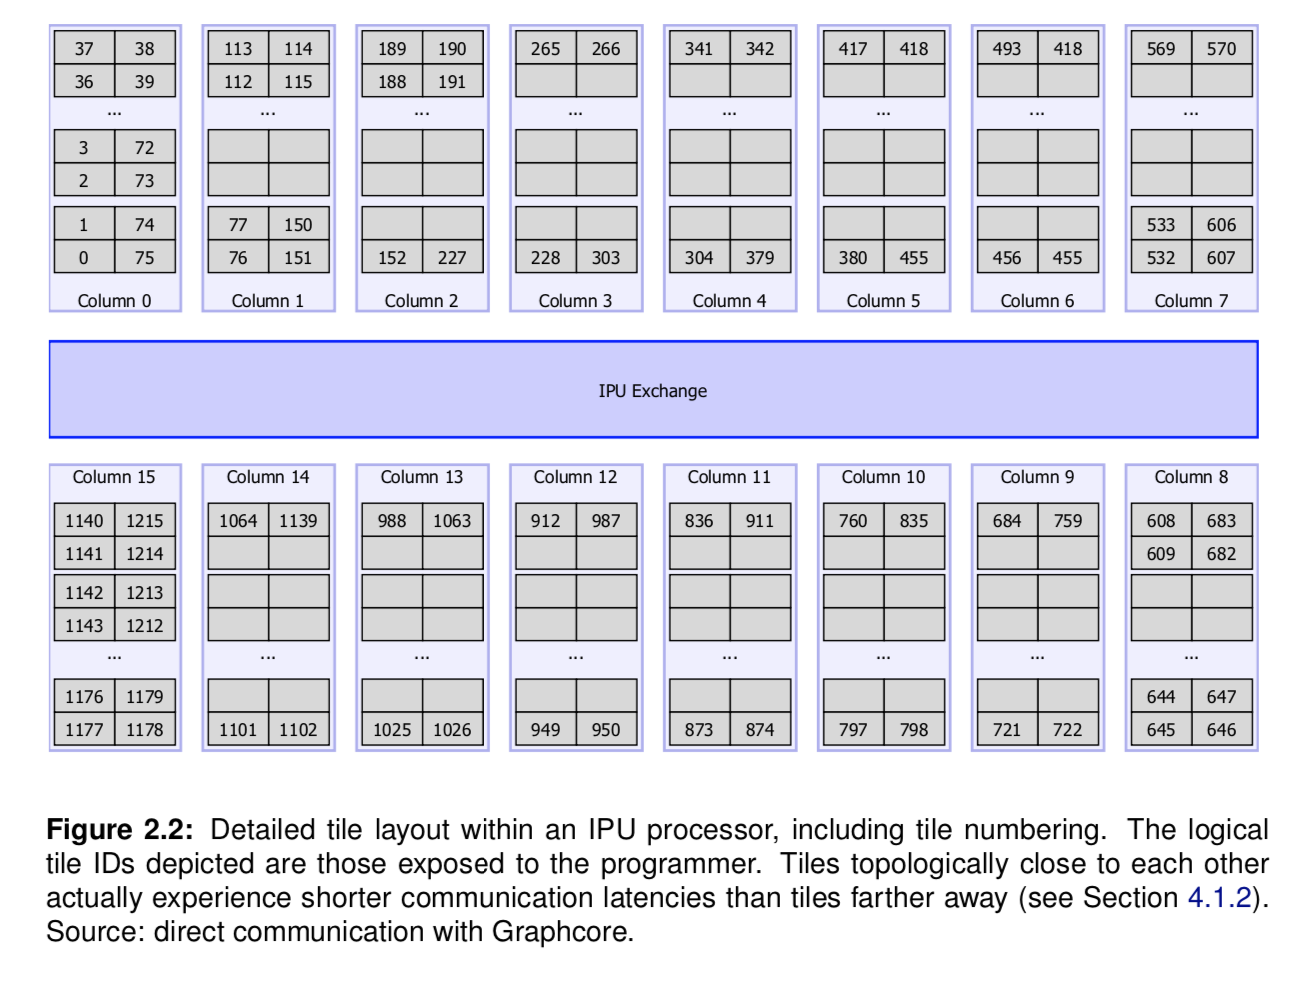 37 38 113 114 189 190 265 266 341 342 417 418 493 418 569 570
36 39 112 115 188 191
... ... ... ... ... ... ... ...
3 72
2 73
1 74 77 150 533 606
0 75 76 151 152 227 228 303 304 379 380 455 456 455 532 607
Column 0 Column 1 Column 2 Column 3 Column 4 Column 5 Column 6 Column 7
IPU Exchange
Column 15 Column 14 Column 13 Column 12 Column 11 Column 10 Column 9 Column 8
1140 1215 1064 1139 988 1063 912 987 836 911 760 835 684 759 608 683
1141 1214 609 682
1142 1213
1143 1212
... ... ... ... ... ... ... ...
1176 1179 644 647
1177 1178 1101 1102 1025 1026 949 950 873 874 797 798 721 722 645 646
Figure 2.2: Detailed tile layout within an IPU processor, including tile numbering. The logical
tile IDs depicted are those exposed to the programmer. Tiles topologically close to each other
actually experience shorter communication latencies than tiles farther away (see Section 4.1.2).
Source: direct communication with Graphcore.